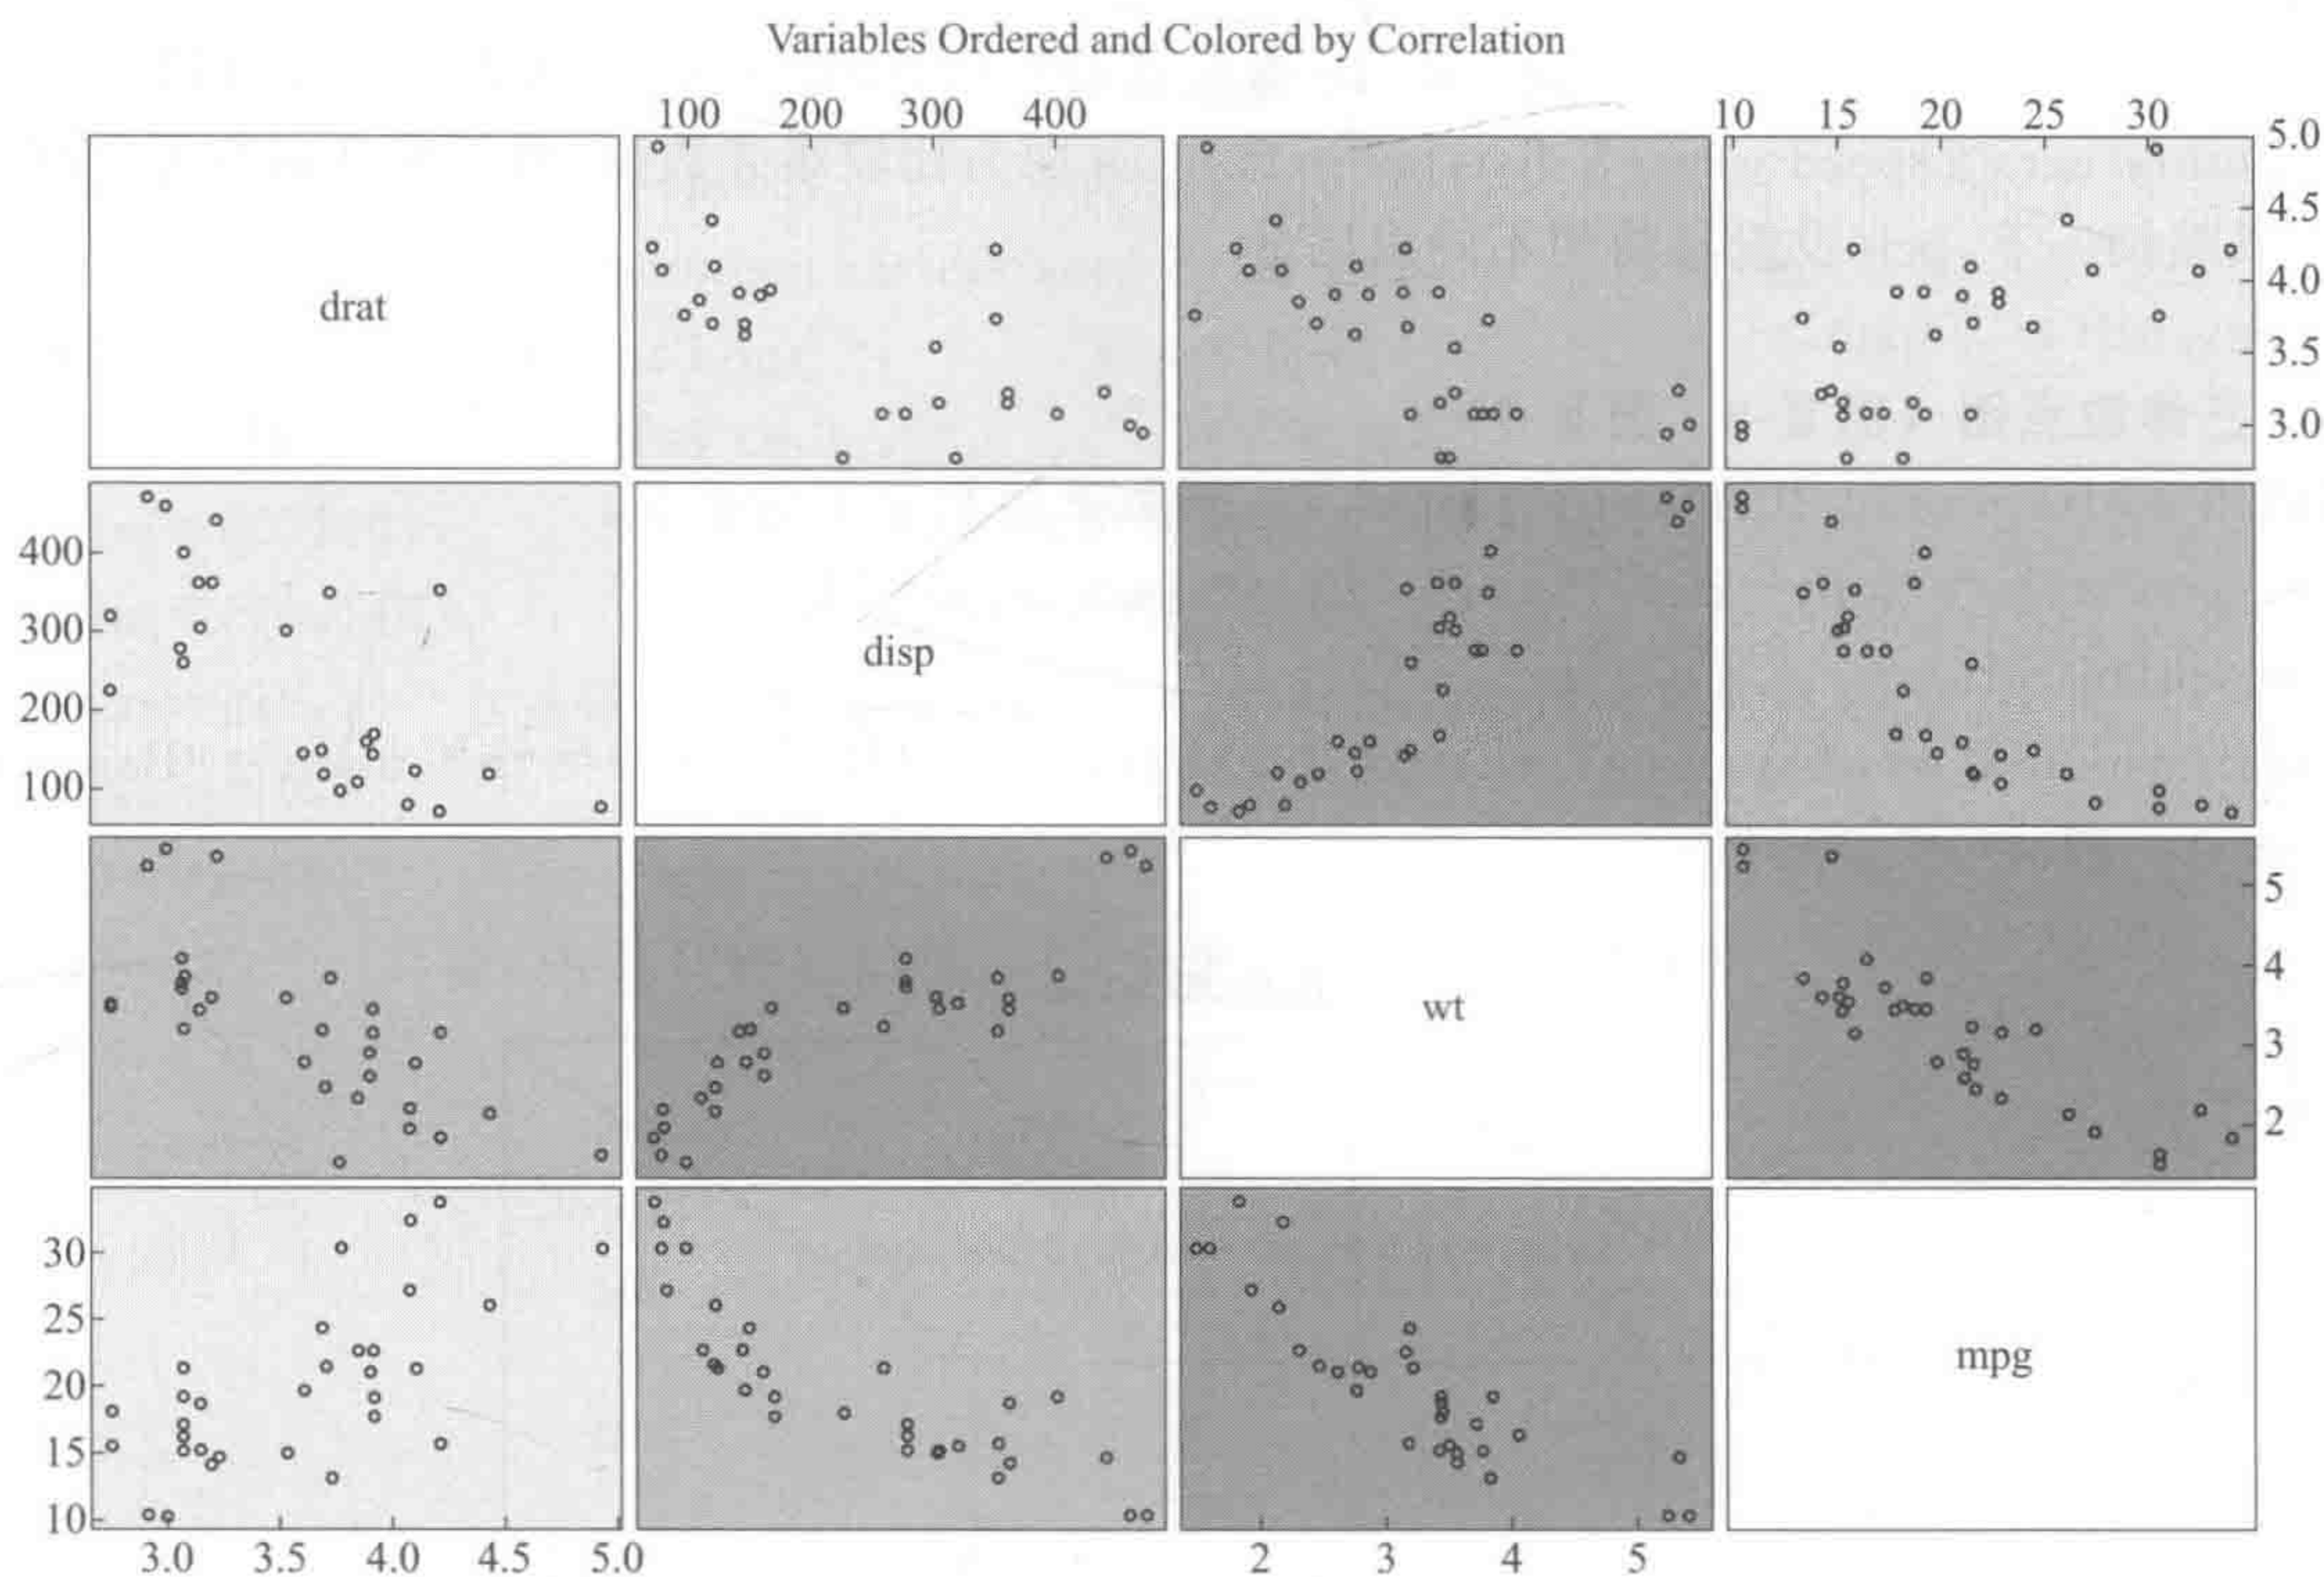 Variables Ordered and Colored by Correlation
100 200 300 400
10 15 20 25 30
drat
5.0
4.5
4.0
3.5
3.0
400
300
200
100
disp
wt
5
4
3
2
30
25
20
15
10
mpg
3.0 3.5 4.0 4.5 5.0
2 3 4 5